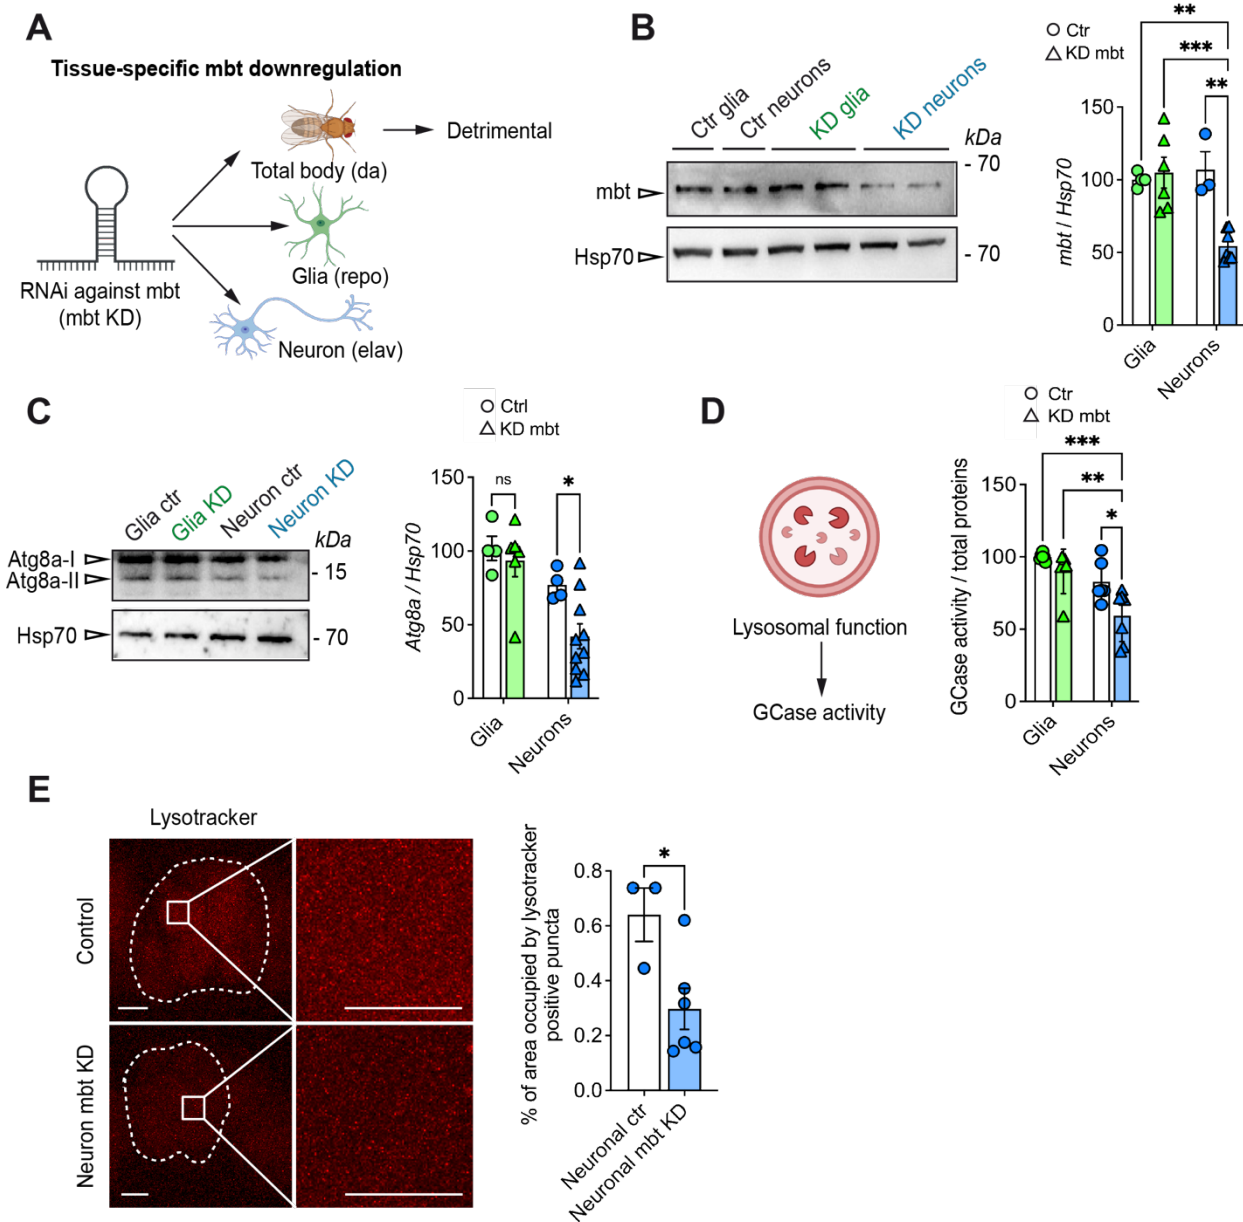 A
Tissue-specific mbt downregulation
Total body (da)
Detrimental
Glia (repo)
RNAi against mbt
(mbt KD)
Neuron (elav)
B
Ctr glia
Ctr neurons
KD glia
KD neurons
kDa
- 70
mbt
Hsp70
- 70
Ctr
KD mbt
**
***
**
mbt / Hsp70
150
100
50
0
Glia
Neurons
C
Glia ctr
Glia KD
Neuron ctr
Neuron KD
kDa
Atg8a-I
Atg8a-II
- 15
Hsp70
- 70
Ctrl
KD mbt
ns
*
Atg8a / Hsp70
150
100
50
0
Glia
Neurons
D
Lysosomal function
GCase activity
Ctr
KD mbt
***
**
*
GCase activity / total proteins
150
100
50
0
Glia
Neurons
E
Lysotracker
Control
Neuron mbt KD
% of area occupied by lysotracker
positive puncta
*
0.8
0.6
0.4
0.2
0.0
Neuronal ctr
Neuronal mbt KD